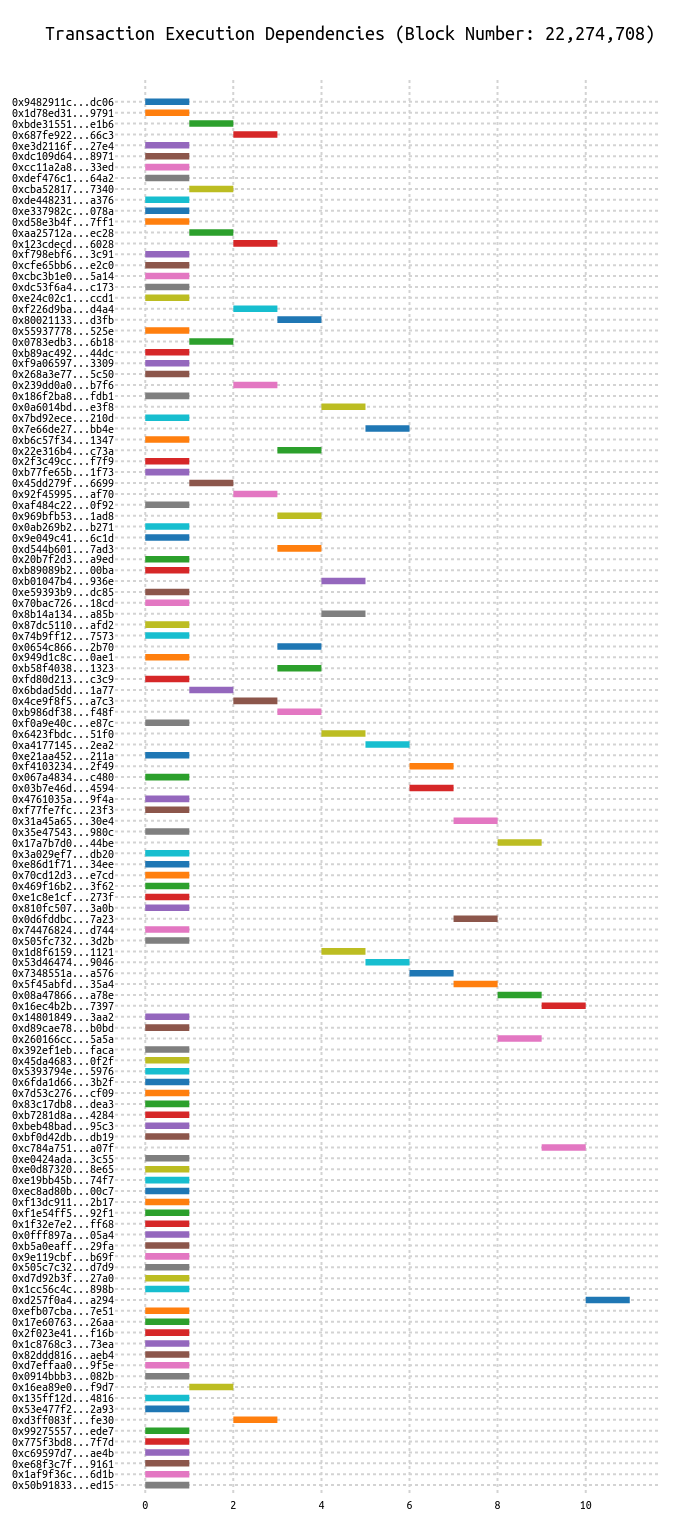 Transaction Execution Dependencies (Block Number: 22,274,708)
0x9482911c...dc06
0x1d78ed31...9791
0xbde31551...e1b6
0x687fe922...66c3
0xe3d2116f...27e4
0xdc109d64...8971
0xcc11a2a8...33ed
0xdef476c1...64a2
0xcba52817...7340
0xde448231...a376
0xe337982c...078a
0xd58e3b4f...7ff1
0xaa25712a...ec28
0x123cdecd...6028
0xf798ebf6...3c91
0xcfe65bb6...e2c0
0xcbc3b1e0...5a14
0xdc53f6a4...c173
0xe24c02c1...ccd1
0xf226d9ba...d4a4
0x80021133...d3fb
0x55937778...525e
0x0783edb3...6b18
0xb89ac492...44dc
0xf9a06597...3309
0x268a3e77...5c50
0x239dd0a0...b7f6
0x186f2ba8...fdb1
0x0a6014bd...e3f8
0x7bd92ece...210d
0x7e66de27...bb4e
0xb6c57f34...1347
0x22e316b4...c73a
0x2f3c49cc...f7f9
0xb77fe65b...1f73
0x45dd279f...6699
0x92f45995...af70
0xaf484c22...0f92
0x969bfb53...1ad8
0x0ab269b2...b271
0x9e049c41...6c1d
0xd544b601...7ad3
0x20b7f2d3...a9ed
0xb89089b2...00ba
0xb01047b4...936e
0xe59393b9...dc85
0x70bac726...18cd
0x8b14a134...a85b
0x87dc5110...afd2
0x74b9ff12...7573
0x0654c866...2b70
0x949d1c8c...0ae1
0xb58f4038...1323
0xfd80d213...c3c9
0x6bdad5dd...1a77
0x4ce9f8f5...a7c3
0xb986df38...f48f
0xf0a9e40c...e87c
0x6423fbdc...51f0
0xa4177145...2ea2
0xe21aa452...211a
0xf4103234...2f49
0x067a4834...c480
0x03b7e46d...4594
0x4761035a...9f4a
0xf77fe7fc...23f3
0x31a45a65...30e4
0x35e47543...980c
0x17a7b7d0...44be
0x3a029ef7...db20
0xe86d1f71...34ee
0x70cd12d3...e7cd
0x469f16b2...3f62
0xe1c8e1cf...273f
0x810fc507...3a0b
0x0d6fddbc...7a23
0x74476824...d744
0x505fc732...3d2b
0x1d8f6159...1121
0x53d46474...9046
0x7348551a...a576
0x5f45abfd...35a4
0x08a47866...a78e
0x16ec4b2b...7397
0x14801849...3aa2
0xd89cae78...b0bd
0x260166cc...5a5a
0x392ef1eb...faca
0x45da4683...0f2f
0x5393794e...5976
0x6fda1d66...3b2f
0x7d53c276...cf09
0x83c17db8...dea3
0xb7281d8a...4284
0xbeb48bad...95c3
0xbf0d42db...db19
0xc784a751...a07f
0xe0424ada...3c55
0xe0d87320...8e65
0xe19bb45b...74f7
0xec8ad80b...00c7
0xf13dc911...2b17
0xf1e54ff5...92f1
0x1f32e7e2...ff68
0x0fff897a...05a4
0xb5a0eaff...29fa
0x9e119cbf...b69f
0x505c7c32...d7d9
0xd7d92b3f...27a0
0x1cc56c4c...898b
0xd257f0a4...a294
0xefb07cba...7e51
0x17e60763...26aa
0x2f023e41...f16b
0x1c8768c3...73ea
0x82ddd816...aeb4
0xd7effaa0...9f5e
0x0914bbb3...082b
0x16ea89e0...f9d7
0x135ff12d...4816
0x53e477f2...2a93
0xd3ff083f...fe30
0x99275557...ede7
0x775f3bd8...7f7d
0xc69597d7...ae4b
0xe68f3c7f...9161
0x1af9f36c...6d1b
0x50b91833...ed15
0 2 4 6 8 10